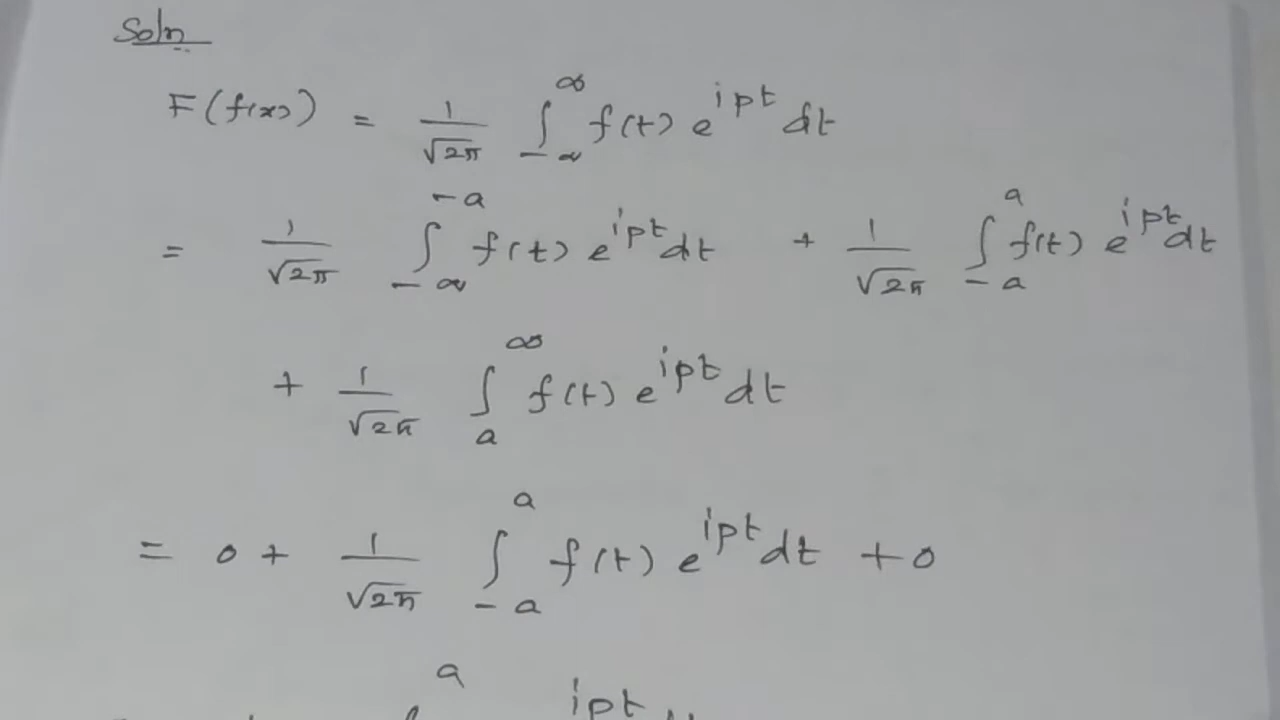 Soln
F(f(x)) = 1/√2π ∫_{-∞}^{∞} f(t) e^{ipt} dt
= 1/√2π ∫_{-∞}^{-a} f(t) e^{ipt} dt + 1/√2π ∫_{-a}^{a} f(t) e^{ipt} dt
+ 1/√2π ∫_{a}^{∞} f(t) e^{ipt} dt
= 0 + 1/√2π ∫_{-a}^{a} f(t) e^{ipt} dt + 0
a ipt